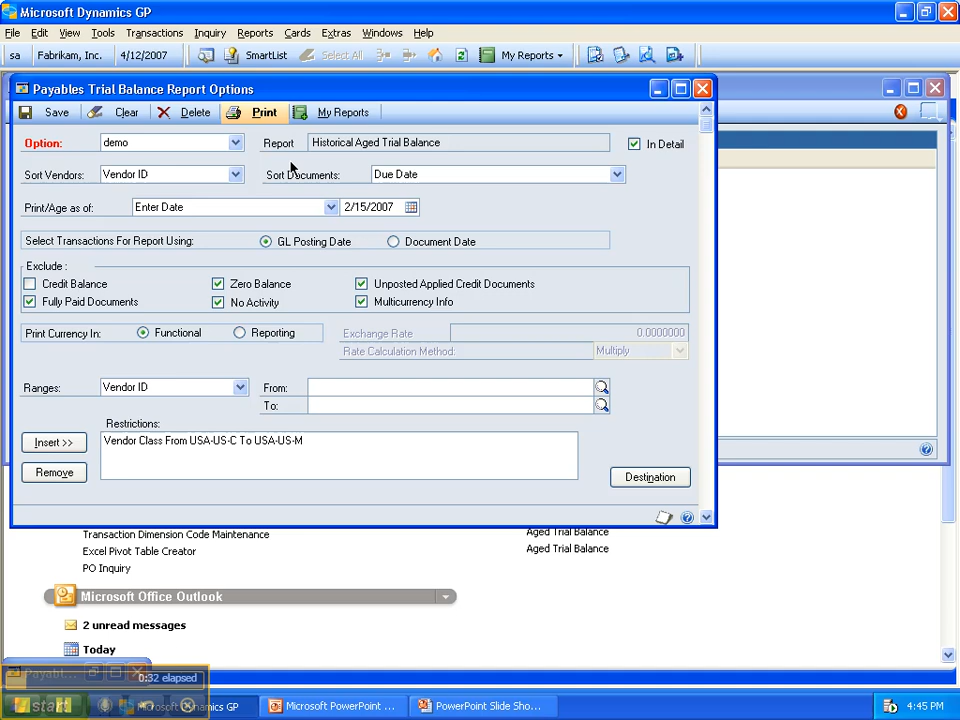 Microsoft Dynamics GP
File Edit View Tools Transactions Inquiry Reports Cards Extras Windows Help
sa Fabrikam, Inc. 4/12/2007 SmartList Select All My Reports
Payables Trial Balance Report Options
Save Clear Delete Print My Reports
Option: demo Report Historical Aged Trial Balance In Detail
Sort Vendors: Vendor ID Sort Documents: Due Date
Print/Age as of: Enter Date 2/15/2007
Select Transactions For Report Using: GL Posting Date Document Date
Exclude :
Credit Balance Zero Balance Unposted Applied Credit Documents
Fully Paid Documents No Activity Multicurrency Info
Print Currency In: Functional Reporting Exchange Rate 0.0000000
Rate Calculation Method: Multiply
Ranges: Vendor ID From:
To:
Restrictions:
Insert >> Vendor Class From USA-US-C To USA-US-M
Remove
Destination
Transaction Dimension Code Maintenance Aged Trial Balance
Excel Pivot Table Creator Aged Trial Balance
PO Inquiry
Microsoft Office Outlook
2 unread messages
Today
Payabl...
0:32 elapsed
start Microsoft Dynamics GP Microsoft PowerPoint ... PowerPoint Slide Sho... 4:45 PM